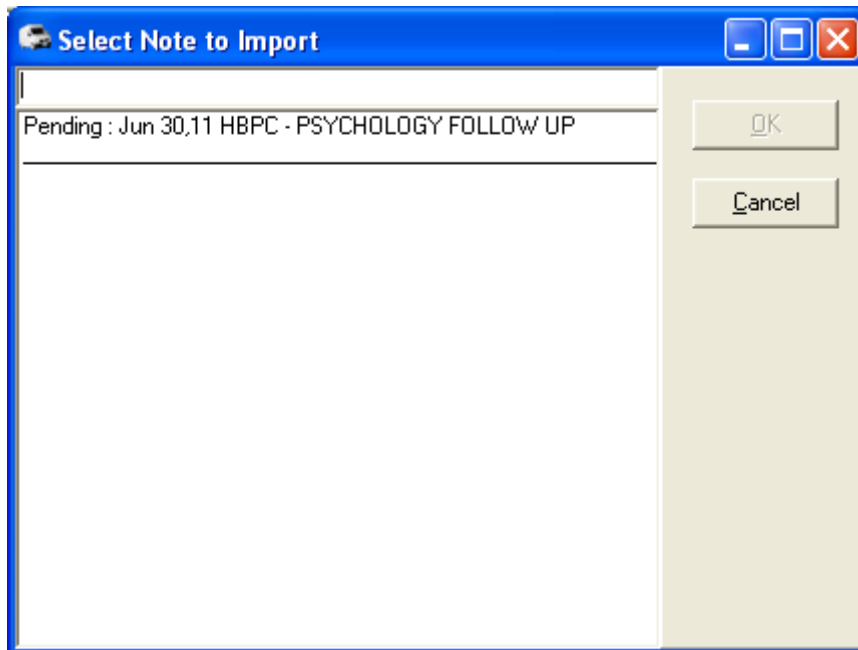 Select Note to Import
Pending : Jun 30,11 HBPC - PSYCHOLOGY FOLLOW UP
OK
Cancel